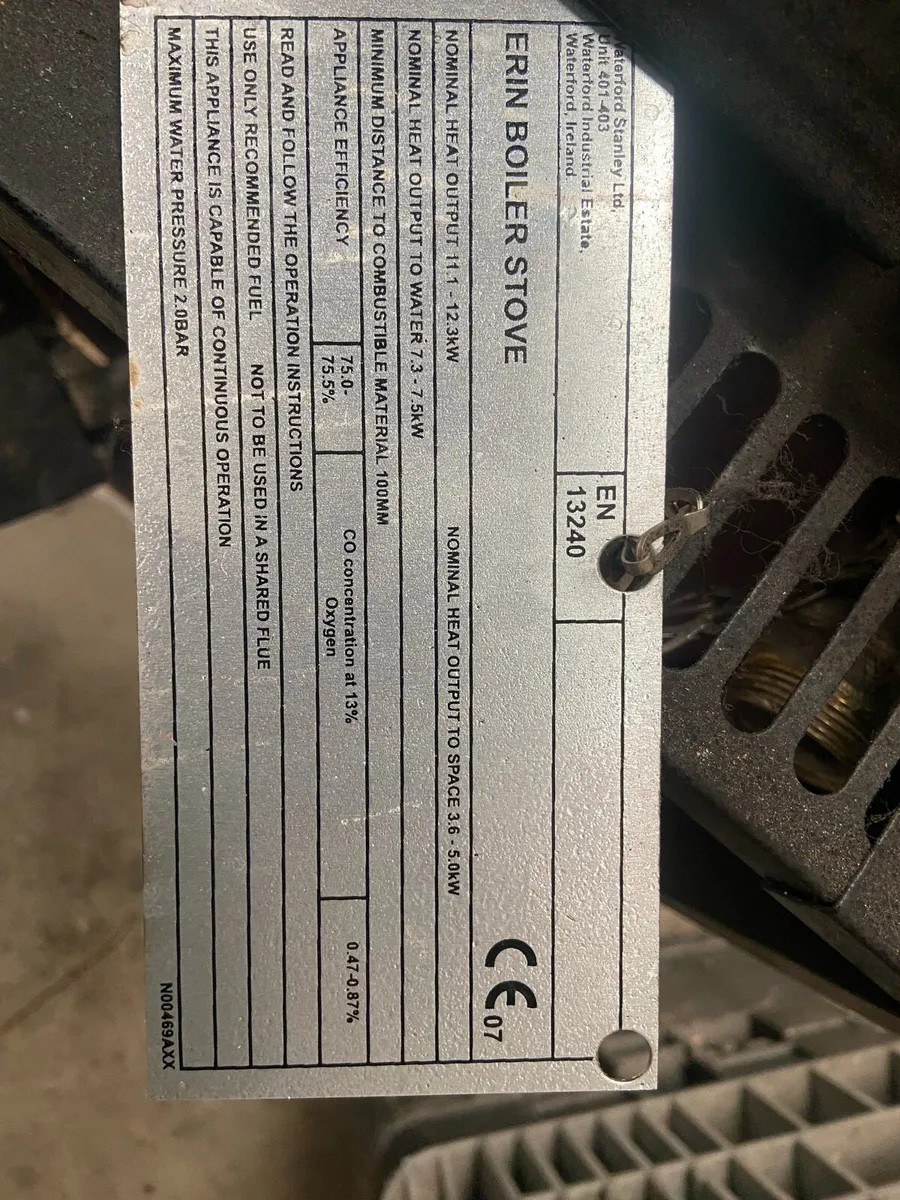 Waterford Stanley Ltd,
Unit 401-403
Waterford Industrial Estate,
Waterford, Ireland
EN
13240
ERIN BOILER STOVE
CE 07
NOMINAL HEAT OUTPUT 11.1 - 12.3kW NOMINAL HEAT OUTPUT TO SPACE 3.6 - 5.0kW
NOMINAL HEAT OUTPUT TO WATER 7.3 - 7.5kW
MINIMUM DISTANCE TO COMBUSTIBLE MATERIAL 100MM
APPLIANCE EFFICIENCY
75.0-
75.5%
CO concentration at 13%
Oxygen
0.47-0.87%
READ AND FOLLOW THE OPERATION INSTRUCTIONS
USE ONLY RECOMMENDED FUEL NOT TO BE USED IN A SHARED FLUE
THIS APPLIANCE IS CAPABLE OF CONTINUOUS OPERATION
MAXIMUM WATER PRESSURE 2.0BAR
N00469AXX